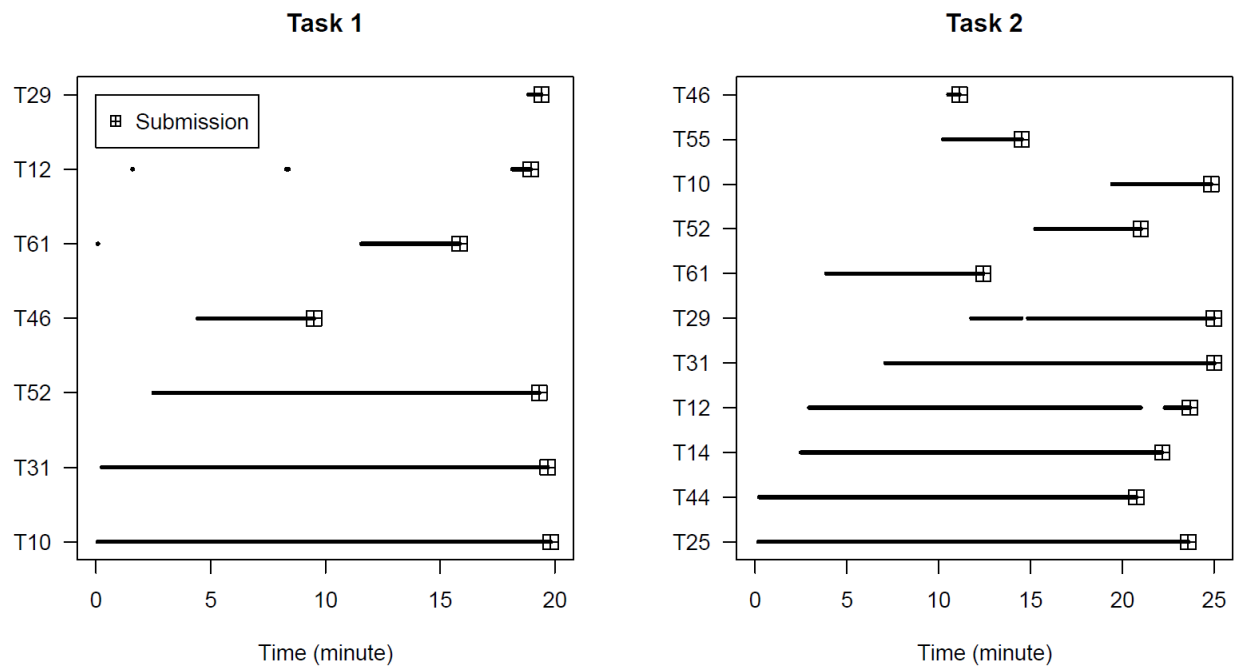 Task 1
T29
Submission
T12
T61
T46
T52
T31
T10
0 5 10 15 20
Time (minute)
Task 2
T46
T55
T10
T52
T61
T29
T31
T12
T14
T44
T25
0 5 10 15 20 25
Time (minute)